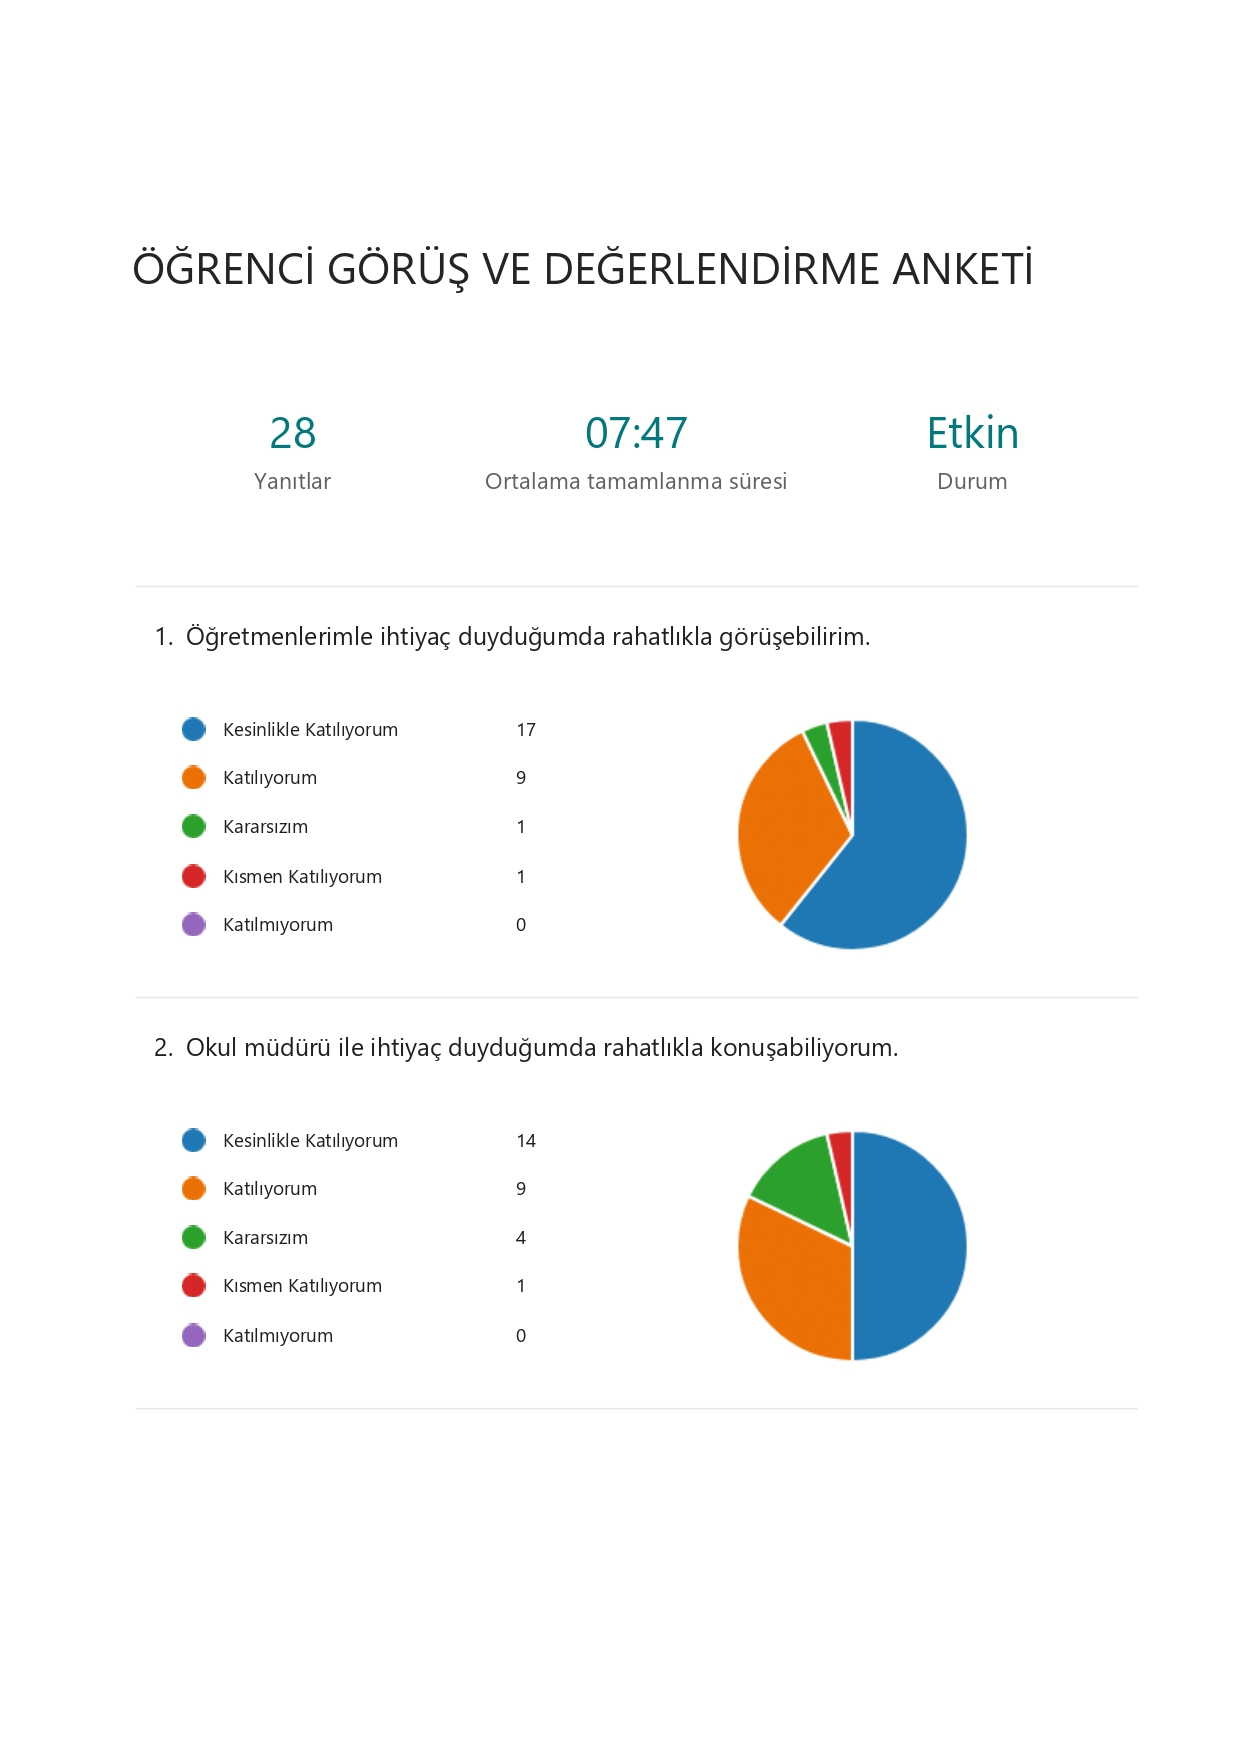 ÖĞRENCİ GÖRÜŞ VE DEĞERLENDİRME ANKETİ
28 07:47 Etkin
Yanıtlar Ortalama tamamlanma süresi Durum
1. Öğretmenlerimle ihtiyaç duyduğumda rahatlıkla görüşebilirim.
Kesinlikle Katılıyorum 17
Katılıyorum 9
Kararsızım 1
Kısmen Katılıyorum 1
Katılmıyorum 0
2. Okul müdürü ile ihtiyaç duyduğumda rahatlıkla konuşabiliyorum.
Kesinlikle Katılıyorum 14
Katılıyorum 9
Kararsızım 4
Kısmen Katılıyorum 1
Katılmıyorum 0